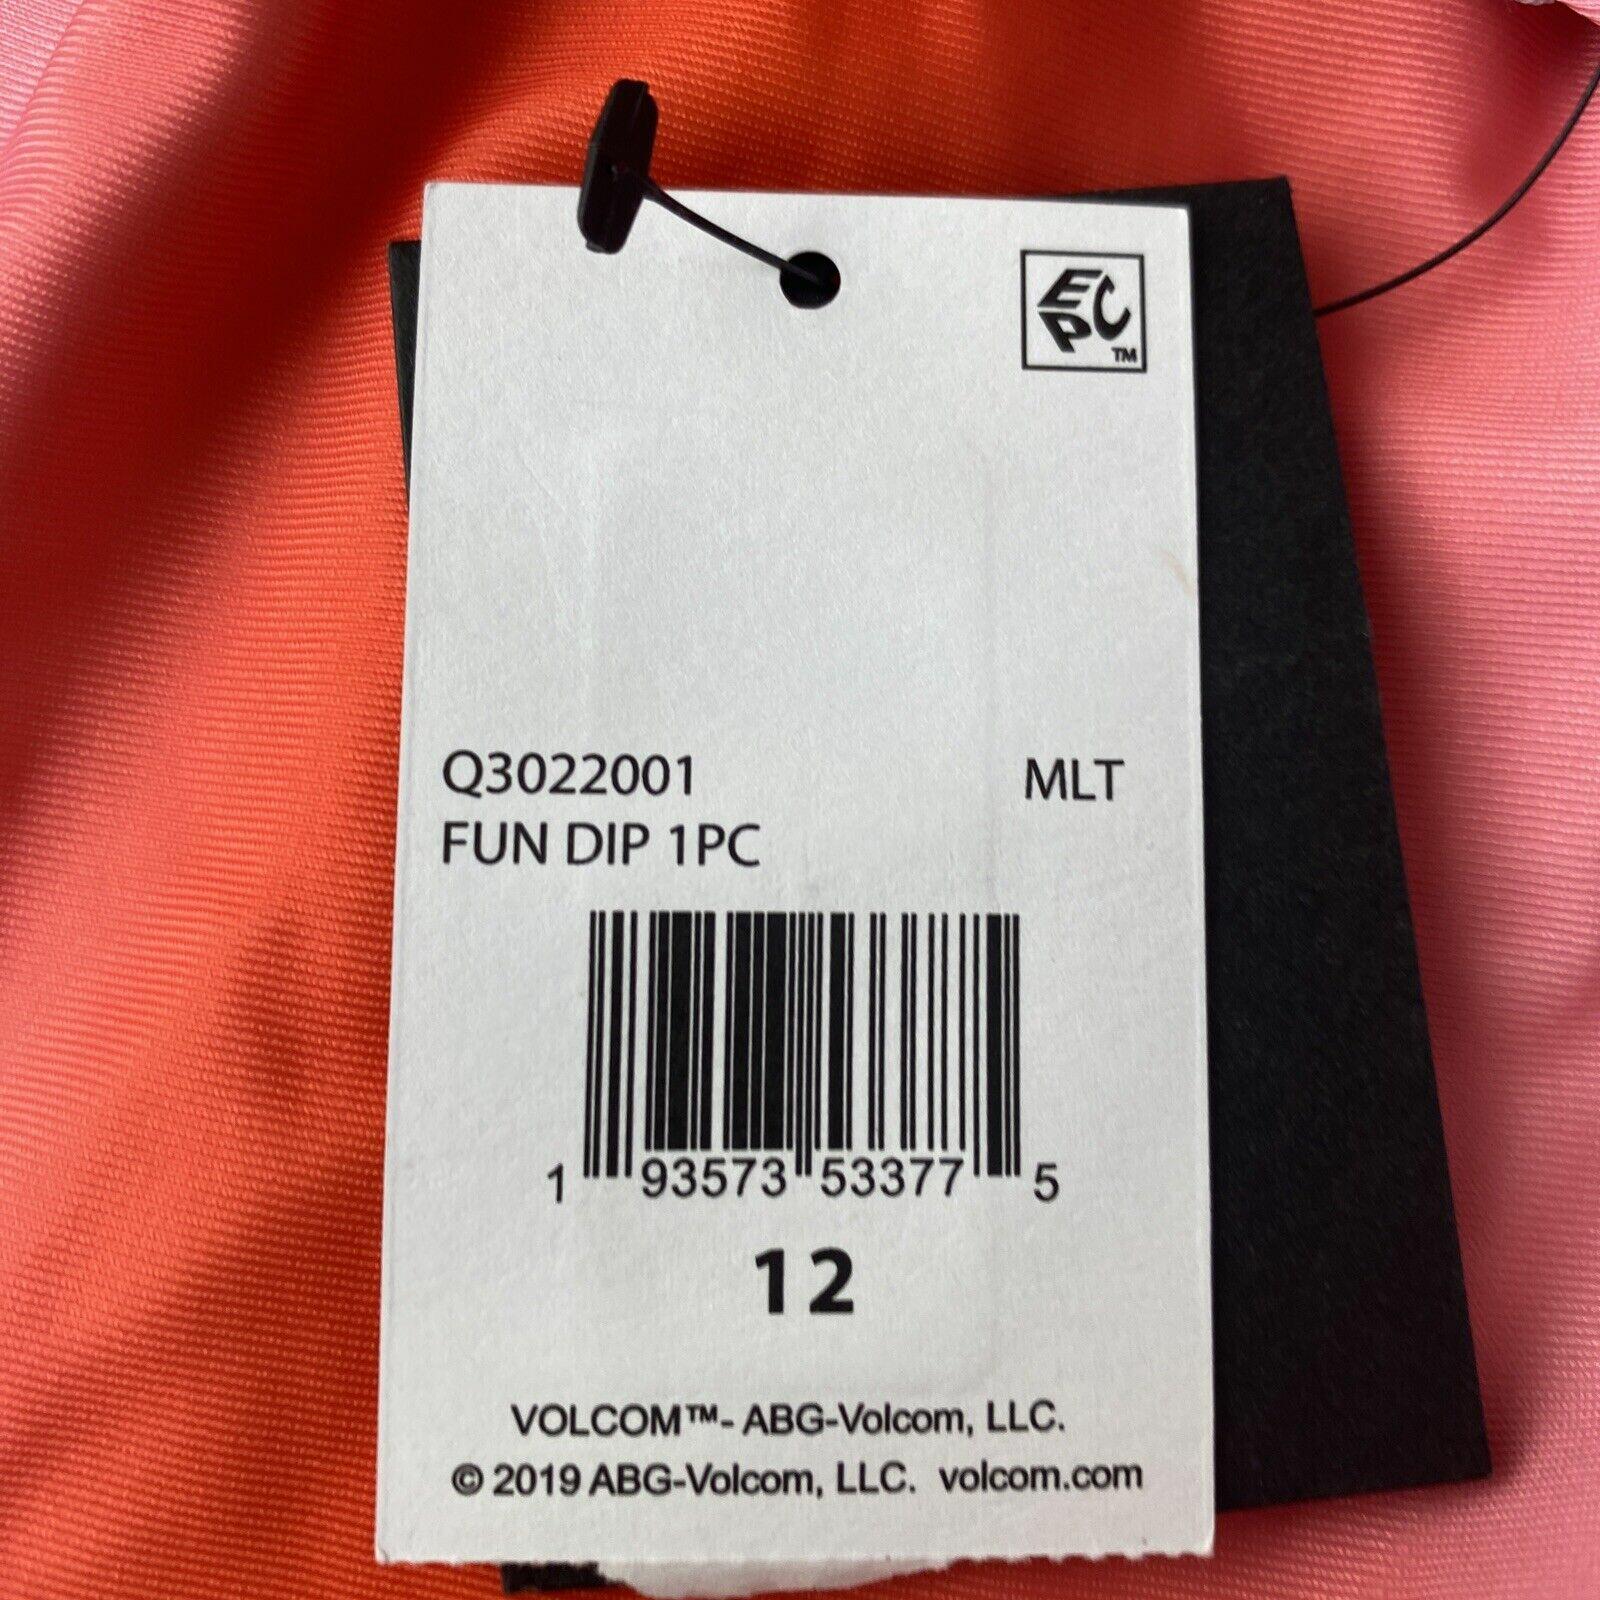 EPC™
Q3022001 MLT
FUN DIP 1PC
1 93573 53377 5
12
VOLCOM™- ABG-Volcom, LLC.
© 2019 ABG-Volcom, LLC. volcom.com